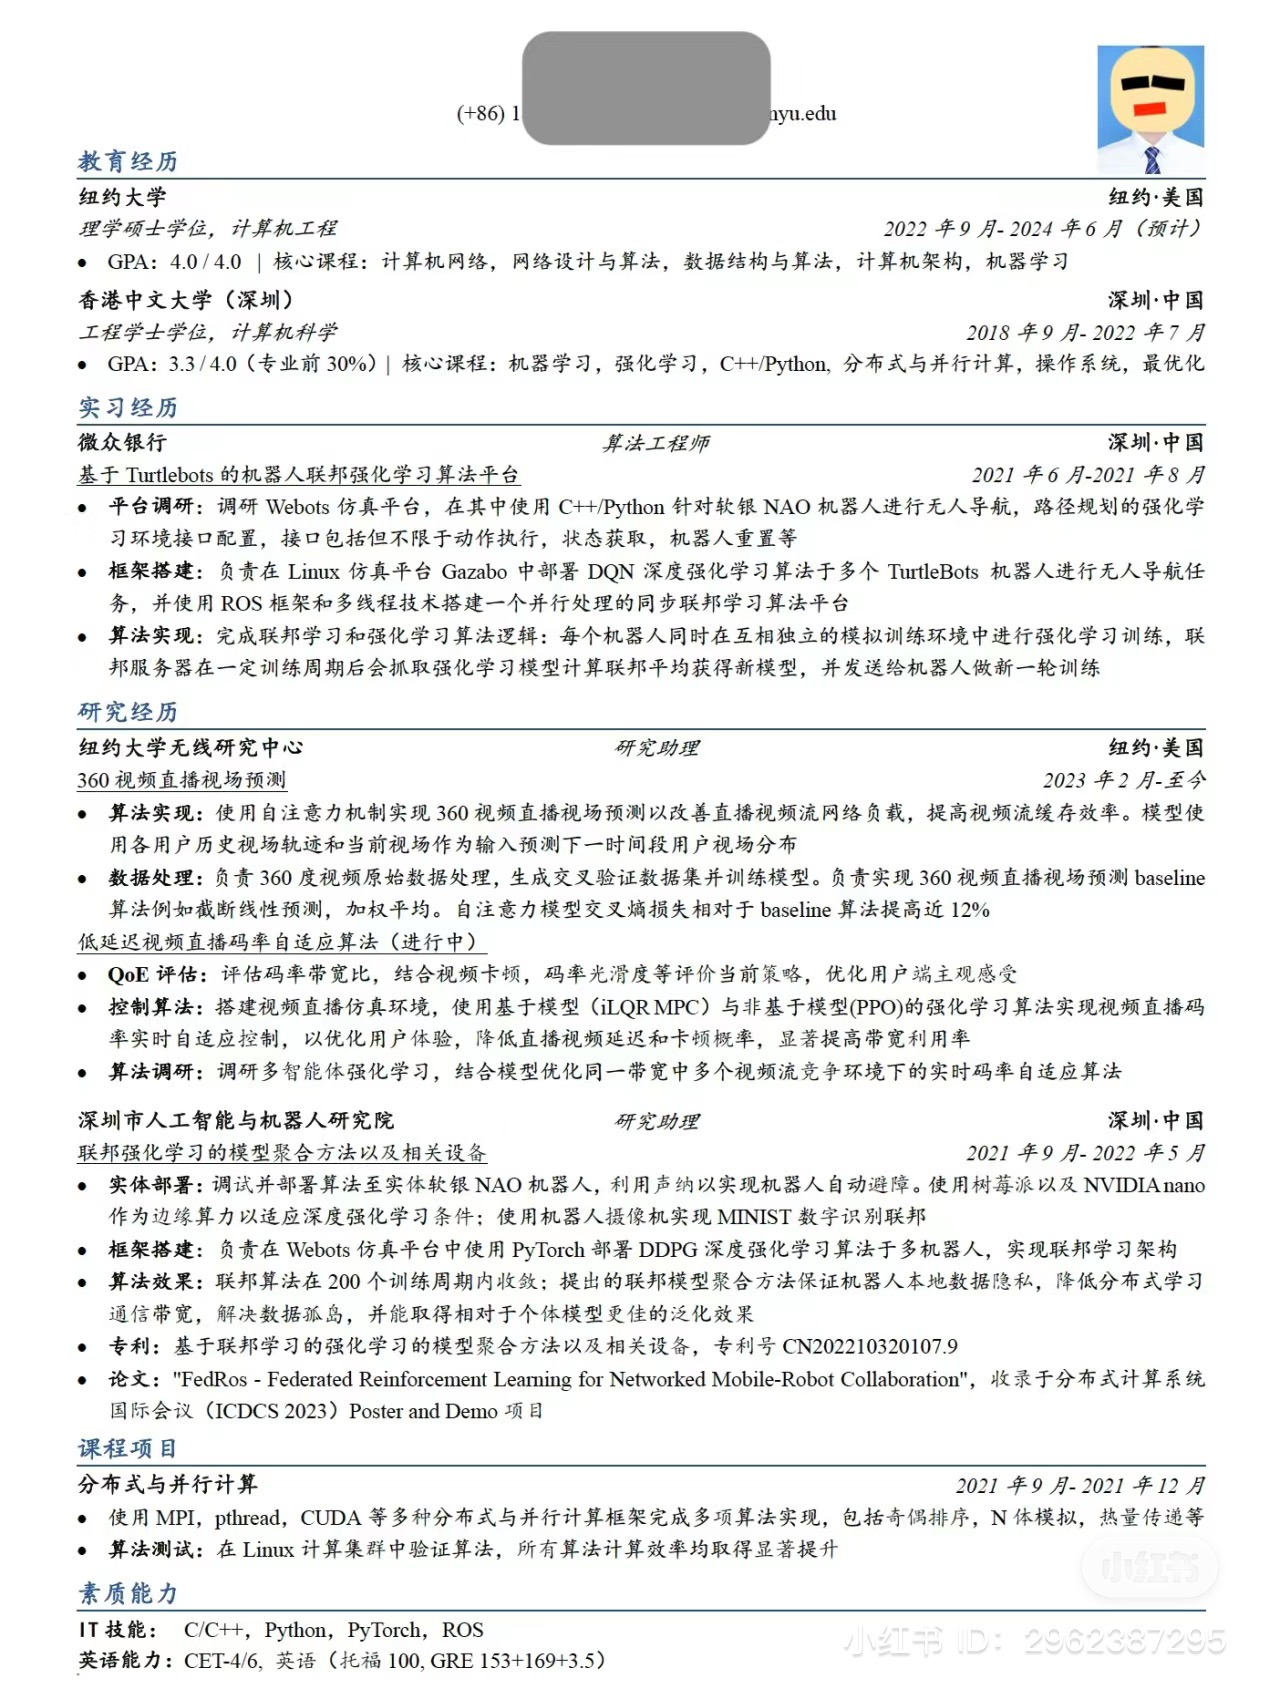 (+86) 1 nyu.edu
教育经历
纽约大学 纽约·美国
理学硕士学位，计算机工程 2022 年 9 月- 2024 年 6 月（预计）
• GPA：4.0 / 4.0 | 核心课程：计算机网络，网络设计与算法，数据结构与算法，计算机架构，机器学习
香港中文大学（深圳） 深圳·中国
工程学士学位，计算机科学 2018 年 9 月- 2022 年 7 月
• GPA：3.3 / 4.0（专业前 30%）| 核心课程：机器学习，强化学习，C++/Python, 分布式与并行计算，操作系统，最优化
实习经历
微众银行 算法工程师 深圳·中国
基于 Turtlebots 的机器人联邦强化学习算法平台 2021 年 6 月-2021 年 8 月
• 平台调研：调研 Webots 仿真平台，在其中使用 C++/Python 针对软银 NAO 机器人进行无人导航，路径规划的强化学
习环境接口配置，接口包括但不限于动作执行，状态获取，机器人重置等
• 框架搭建：负责在 Linux 仿真平台 Gazabo 中部署 DQN 深度强化学习算法于多个 TurtleBots 机器人进行无人导航任
务，并使用 ROS 框架和多线程技术搭建一个并行处理的同步联邦学习算法平台
• 算法实现：完成联邦学习和强化学习算法逻辑：每个机器人同时在互相独立的模拟训练环境中进行强化学习训练，联
邦服务器在一定训练周期后会抓取强化学习模型计算联邦平均获得新模型，并发送给机器人做新一轮训练
研究经历
纽约大学无线研究中心 研究助理 纽约·美国
360 视频直播视场预测 2023 年 2 月-至今
• 算法实现：使用自注意力机制实现 360 视频直播视场预测以改善直播视频流网络负载，提高视频流缓存效率。模型使
用各用户历史视场轨迹和当前视场作为输入预测下一时间段用户视场分布
• 数据处理：负责 360 度视频原始数据处理，生成交叉验证数据集并训练模型。负责实现 360 视频直播视场预测 baseline
算法例如截断线性预测，加权平均。自注意力模型交叉熵损失相对于 baseline 算法提高近 12%
低延迟视频直播码率自适应算法（进行中）
• QoE 评估：评估码率带宽比，结合视频卡顿，码率光滑度等评价当前策略，优化用户端主观感受
• 控制算法：搭建视频直播仿真环境，使用基于模型（iLQR MPC）与非基于模型(PPO)的强化学习算法实现视频直播码
率实时自适应控制，以优化用户体验，降低直播视频延迟和卡顿概率，显著提高带宽利用率
• 算法调研：调研多智能体强化学习，结合模型优化同一带宽中多个视频流竞争环境下的实时码率自适应算法
深圳市人工智能与机器人研究院 研究助理 深圳·中国
联邦强化学习的模型聚合方法以及相关设备 2021 年 9 月- 2022 年 5 月
• 实体部署：调试并部署算法至实体软银 NAO 机器人，利用声纳以实现机器人自动避障。使用树莓派以及 NVIDIA nano
作为边缘算力以适应深度强化学习条件；使用机器人摄像机实现 MINIST 数字识别联邦
• 框架搭建：负责在 Webots 仿真平台中使用 PyTorch 部署 DDPG 深度强化学习算法于多机器人，实现联邦学习架构
• 算法效果：联邦算法在 200 个训练周期内收敛；提出的联邦模型聚合方法保证机器人本地数据隐私，降低分布式学习
通信带宽，解决数据孤岛，并能取得相对于个体模型更佳的泛化效果
• 专利：基于联邦学习的强化学习的模型聚合方法以及相关设备，专利号 CN202210320107.9
• 论文："FedRos - Federated Reinforcement Learning for Networked Mobile-Robot Collaboration"，收录于分布式计算系统
国际会议（ICDCS 2023）Poster and Demo 项目
课程项目
分布式与并行计算 2021 年 9 月- 2021 年 12 月
• 使用 MPI，pthread，CUDA 等多种分布式与并行计算框架完成多项算法实现，包括奇偶排序，N 体模拟，热量传递等
• 算法测试：在 Linux 计算集群中验证算法，所有算法计算效率均取得显著提升
小红书
素质能力
IT 技能： C/C++，Python，PyTorch，ROS
小红书 ID：2962387295
英语能力：CET-4/6, 英语（托福 100, GRE 153+169+3.5）